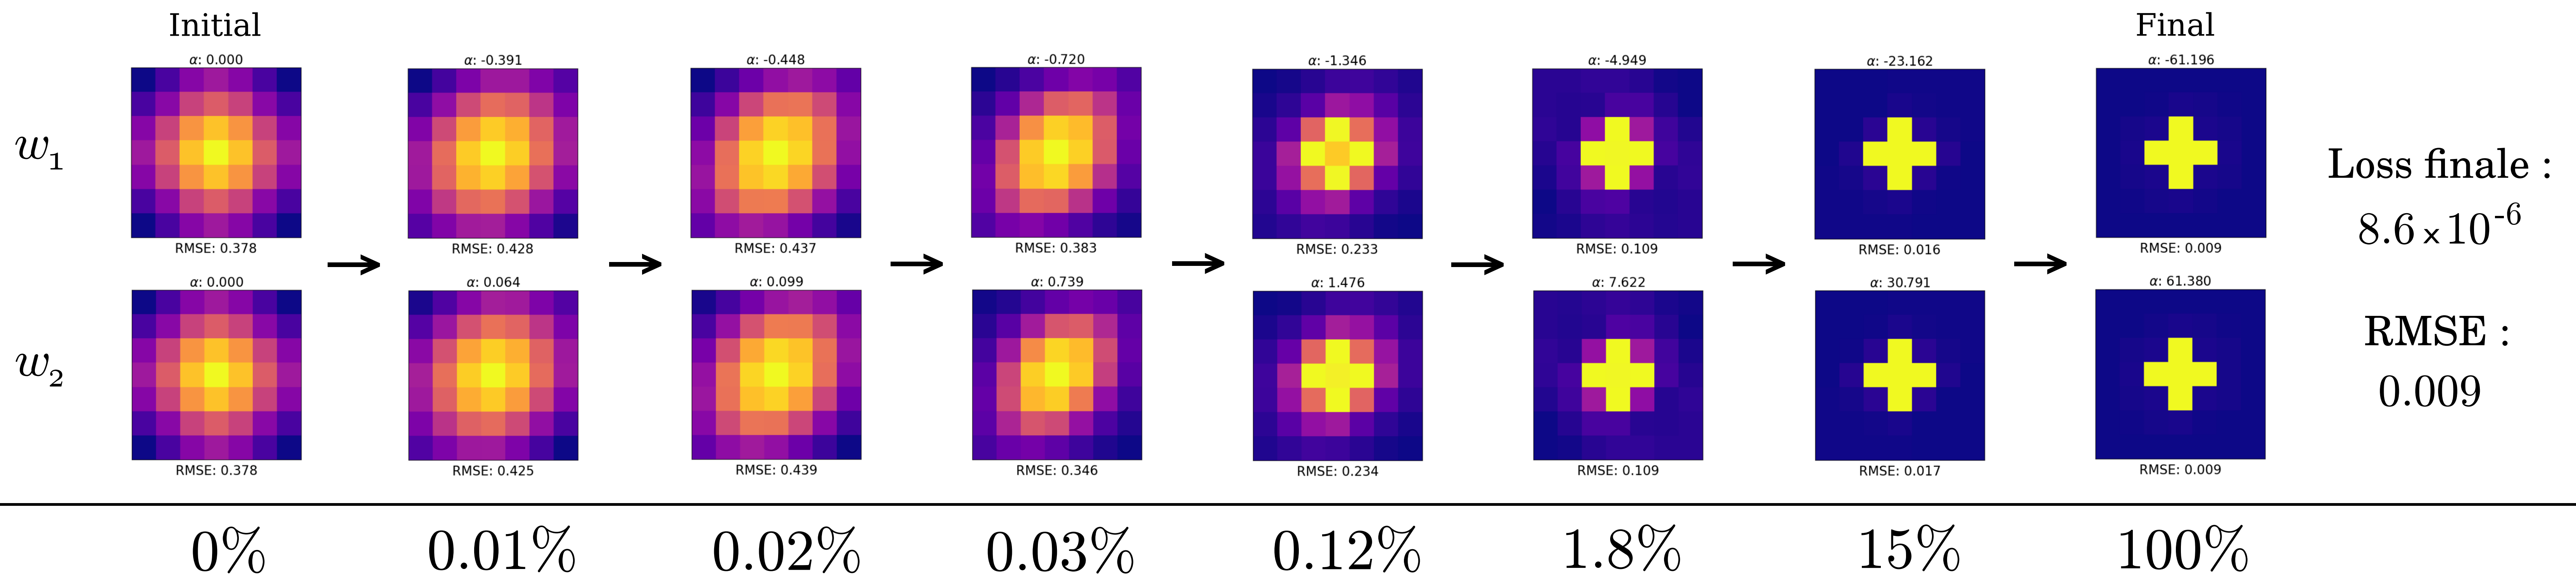 Initial
Final
α: 0.000
α: -0.391
α: -0.448
α: -0.720
α: -1.346
α: -4.949
α: -23.162
α: -61.196
w₁
RMSE: 0.378
RMSE: 0.428
RMSE: 0.437
RMSE: 0.383
RMSE: 0.233
RMSE: 0.109
RMSE: 0.016
RMSE: 0.009
α: 0.000
α: 0.064
α: 0.099
α: 0.739
α: 1.476
α: 7.622
α: 30.791
α: 61.380
w₂
RMSE: 0.378
RMSE: 0.425
RMSE: 0.439
RMSE: 0.346
RMSE: 0.234
RMSE: 0.109
RMSE: 0.017
RMSE: 0.009
Loss finale :
8.6×10⁻⁶
RMSE :
0.009
0%
0.01%
0.02%
0.03%
0.12%
1.8%
15%
100%